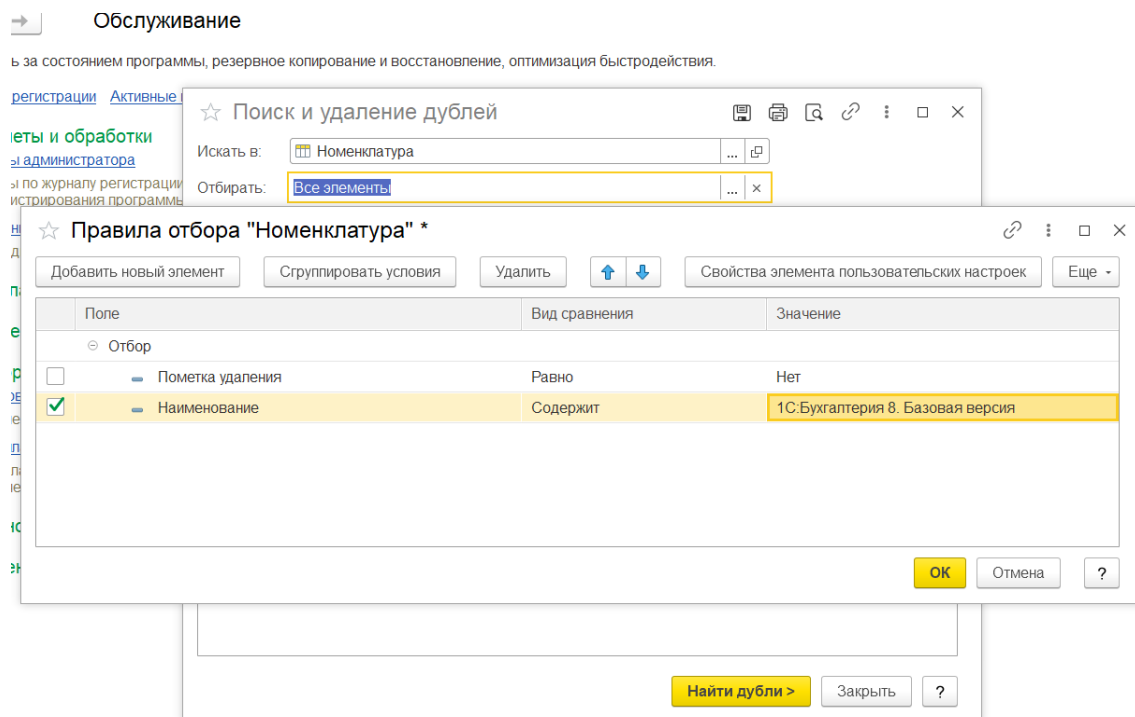 Обслуживание
ь за состоянием программы, резервное копирование и восстановление, оптимизация быстродействия.
регистрации Активные
Поиск и удаление дублей
еты и обработки
Искать в: Номенклатура ...
ы администратора
ы по журналу регистрации
Отбирать: Все элементы ... ×
истрирования программы
Правила отбора "Номенклатура" *
Добавить новый элемент Сгруппировать условия Удалить Свойства элемента пользовательских настроек Еще
Поле Вид сравнения Значение
Отбор
Пометка удаления Равно Нет
Наименование Содержит 1С:Бухгалтерия 8. Базовая версия
ОК Отмена ?
Найти дубли > Закрыть ?